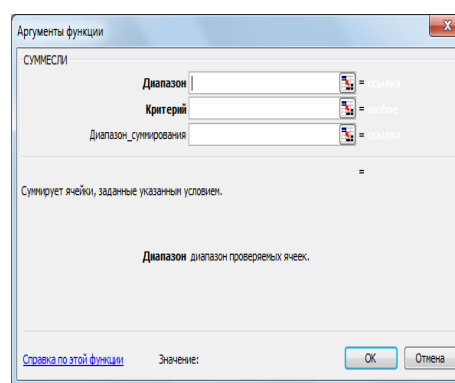 Аргументы функции
СУММЕСЛИ
Диапазон = ссылка
Критерий = любое
Диапазон_суммирования = ссылка
=
Суммирует ячейки, заданные указанным условием.
Диапазон диапазон проверяемых ячеек.
Справка по этой функции Значение: ОК Отмена